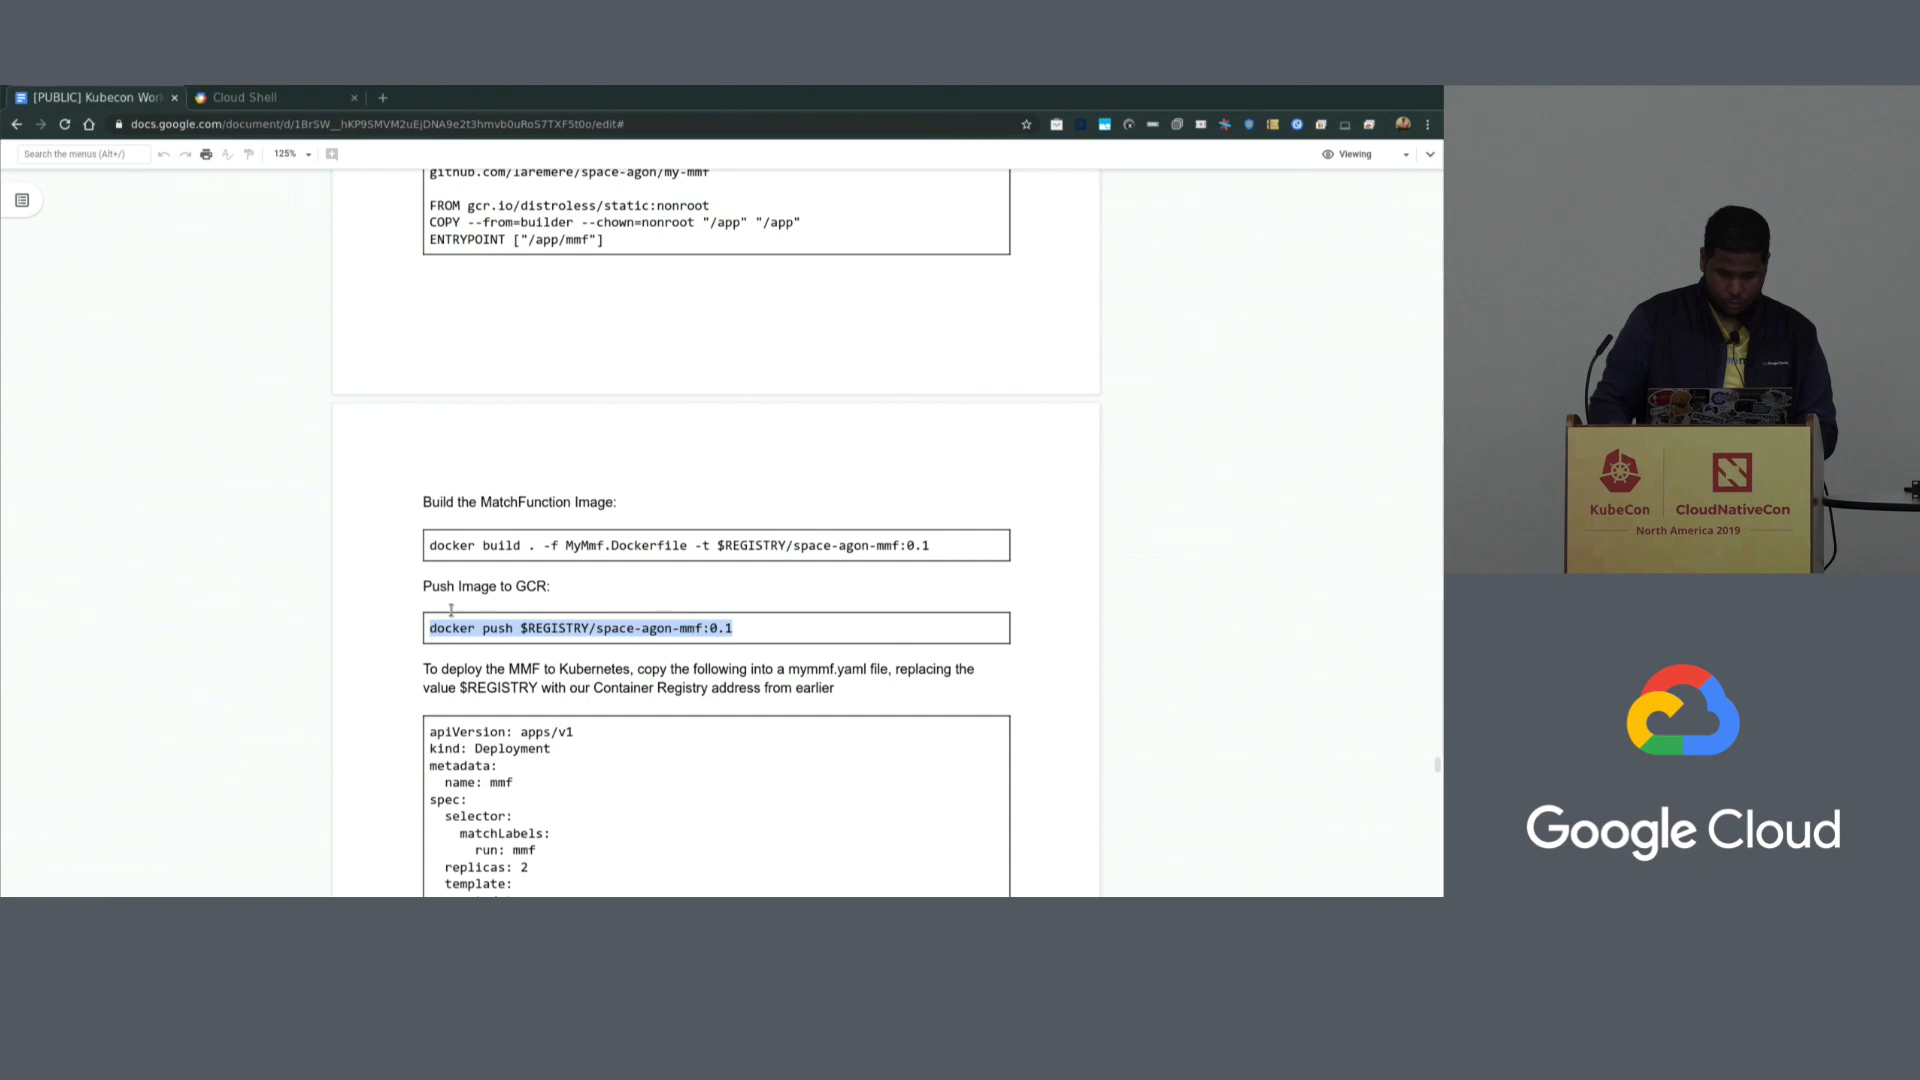 [PUBLIC] Kubecon Wor
Cloud Shell
docs.google.com/document/d/1BrSW__hKP9SMVM2uEjDNA9e2t3hmvb0uRoS7TXF5t0o/edit#
Search the menus (Alt+/)
125%
Viewing
github.com/laremere/space-agon/my-mmf
FROM gcr.io/distroless/static:nonroot
COPY --from=builder --chown=nonroot "/app" "/app"
ENTRYPOINT ["/app/mmf"]
Build the MatchFunction Image:
docker build . -f MyMmf.Dockerfile -t $REGISTRY/space-agon-mmf:0.1
Push Image to GCR:
docker push $REGISTRY/space-agon-mmf:0.1
To deploy the MMF to Kubernetes, copy the following into a mymmf.yaml file, replacing the
value $REGISTRY with our Container Registry address from earlier
apiVersion: apps/v1
kind: Deployment
metadata:
name: mmf
spec:
selector:
matchLabels:
run: mmf
replicas: 2
template:
KubeCon
CloudNativeCon
North America 2019
Google Cloud